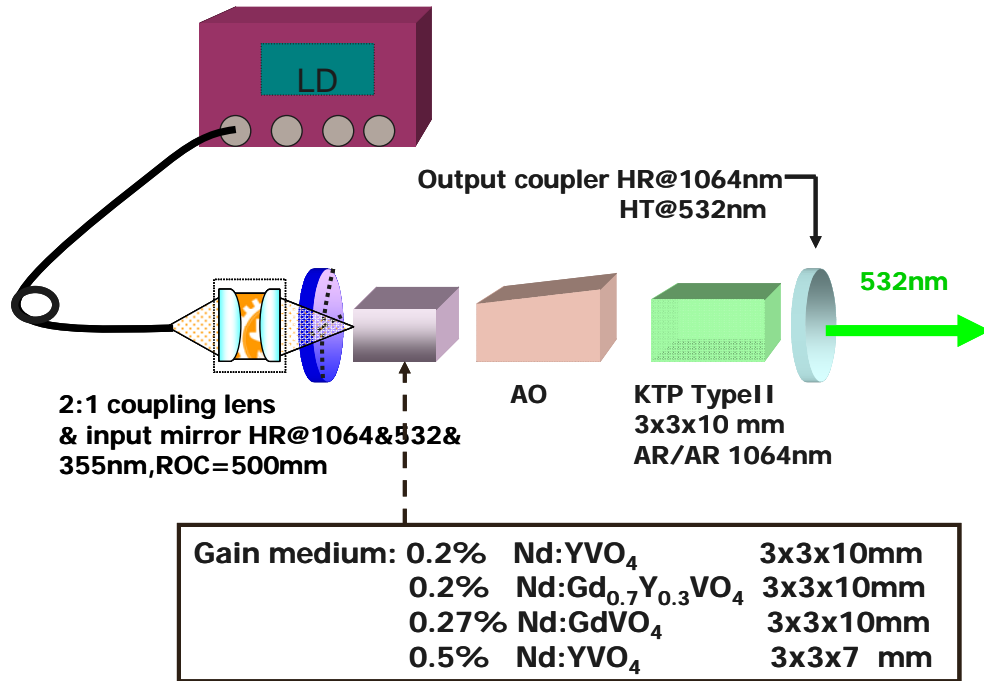 LD
Output coupler HR@1064nm
HT@532nm
532nm
AO
KTP TypeII
3x3x10 mm
AR/AR 1064nm
2:1 coupling lens
& input mirror HR@1064&532&
355nm,ROC=500mm
Gain medium: 0.2% Nd:YVO₄ 3x3x10mm
0.2% Nd:Gd₀.₇Y₀.₃VO₄ 3x3x10mm
0.27% Nd:GdVO₄ 3x3x10mm
0.5% Nd:YVO₄ 3x3x7 mm